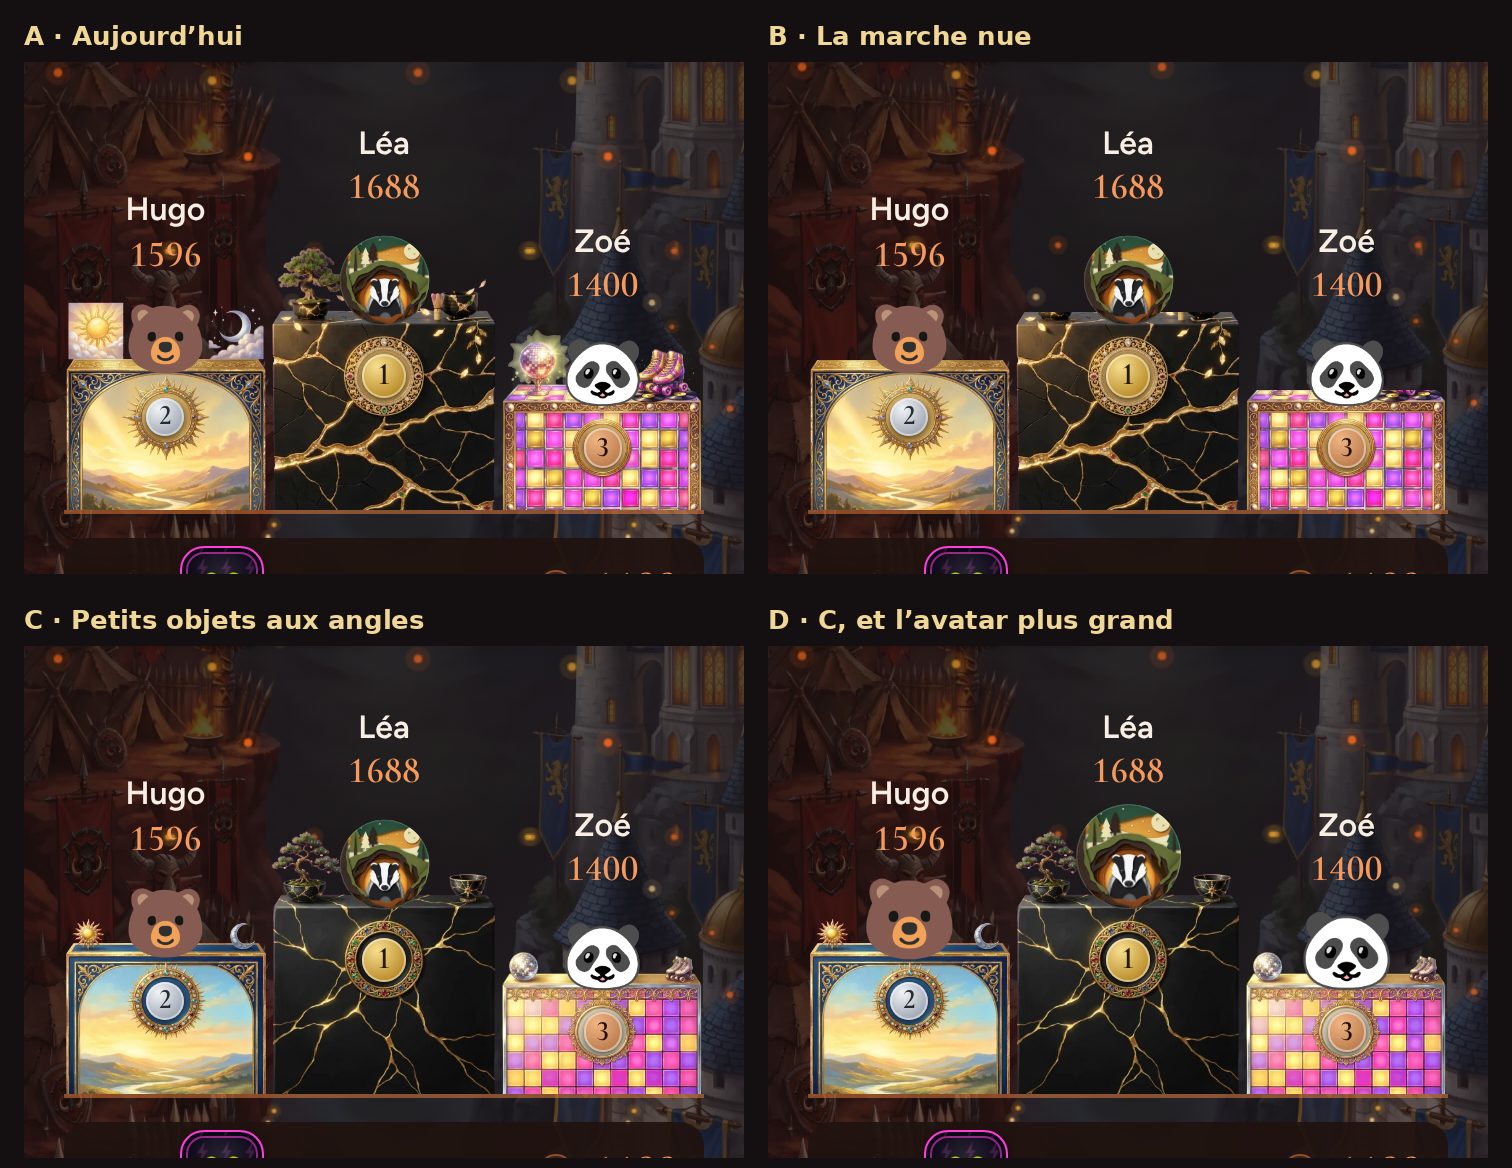 A · Aujourd’hui
Léa
1688
Hugo
1596
Zoé
1400
1
2
3
B · La marche nue
Léa
1688
Hugo
1596
Zoé
1400
1
2
3
C · Petits objets aux angles
Léa
1688
Hugo
1596
Zoé
1400
1
2
3
D · C, et l’avatar plus grand
Léa
1688
Hugo
1596
Zoé
1400
1
2
3